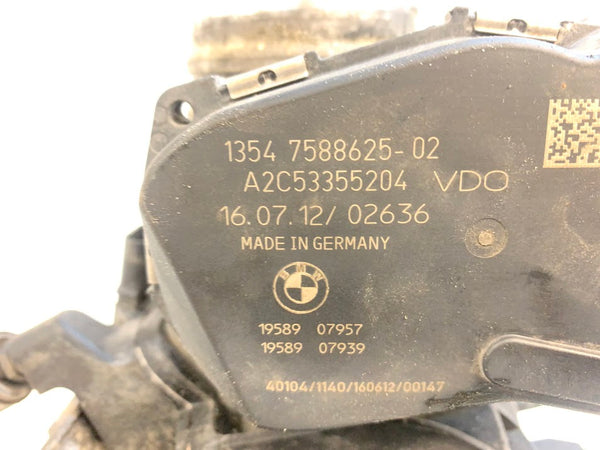 1354 7588625-02
A2C53355204 VDO
16.07.12/ 02636
MADE IN GERMANY
BMW
19589 07957
19589 07939
40104/1140/160612/00147